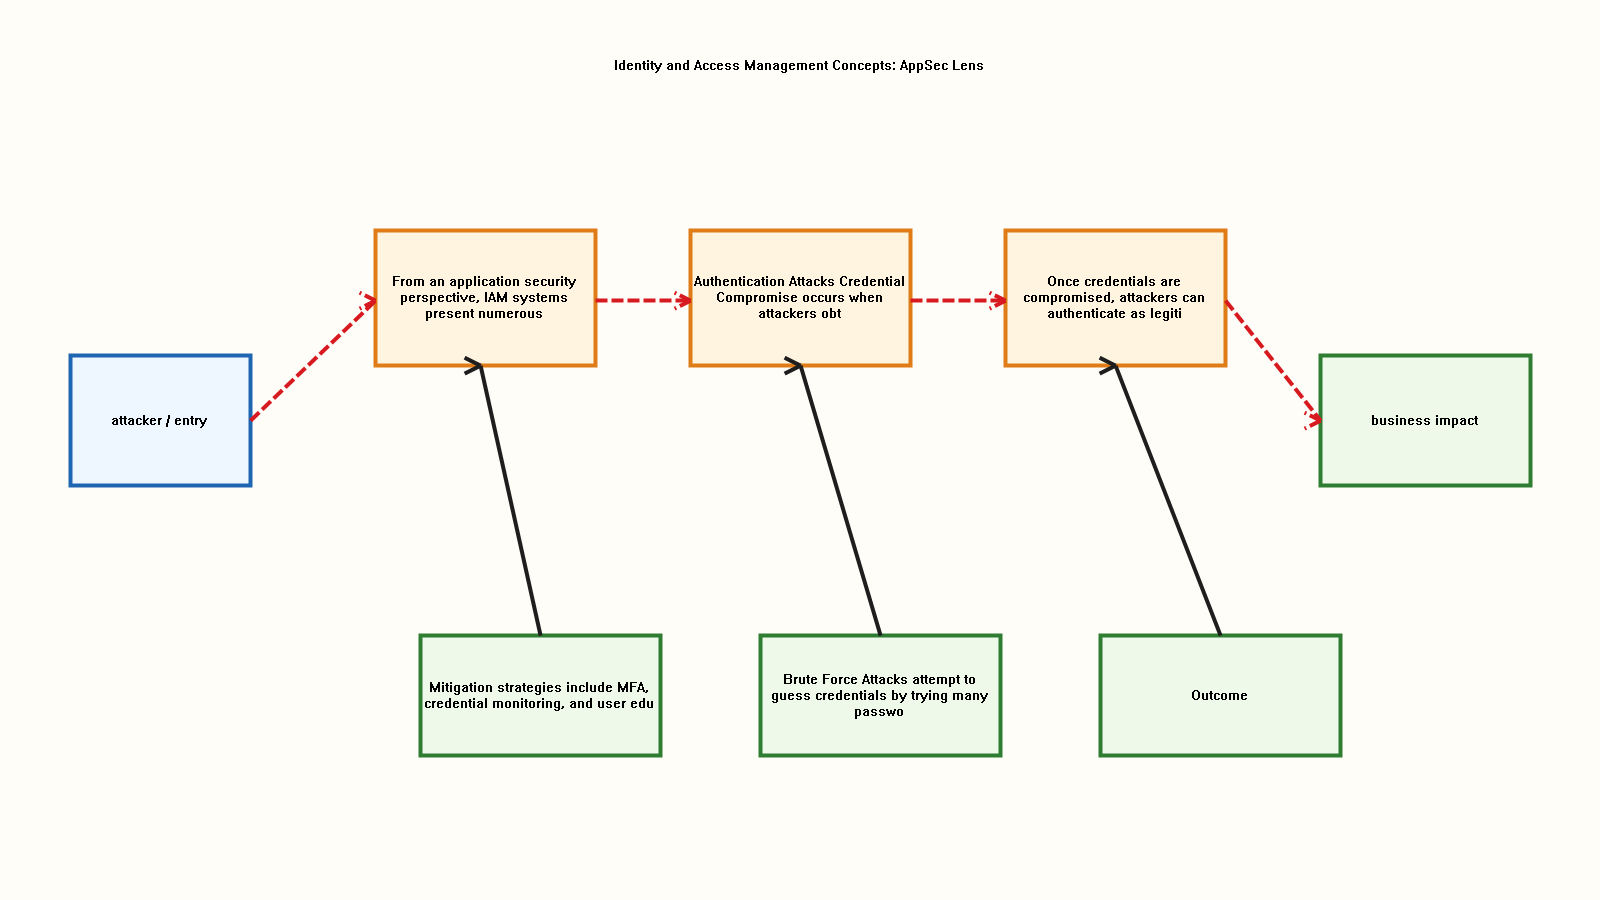 Identity and Access Management Concepts: AppSec Lens
From an application security
perspective, IAM systems
present numerous
Authentication Attacks Credential
Compromise occurs when
attackers obt
Once credentials are
compromised, attackers can
authenticate as legiti
attacker / entry
business impact
Mitigation strategies include MFA,
credential monitoring, and user edu
Brute Force Attacks attempt to
guess credentials by trying many
passwo
Outcome